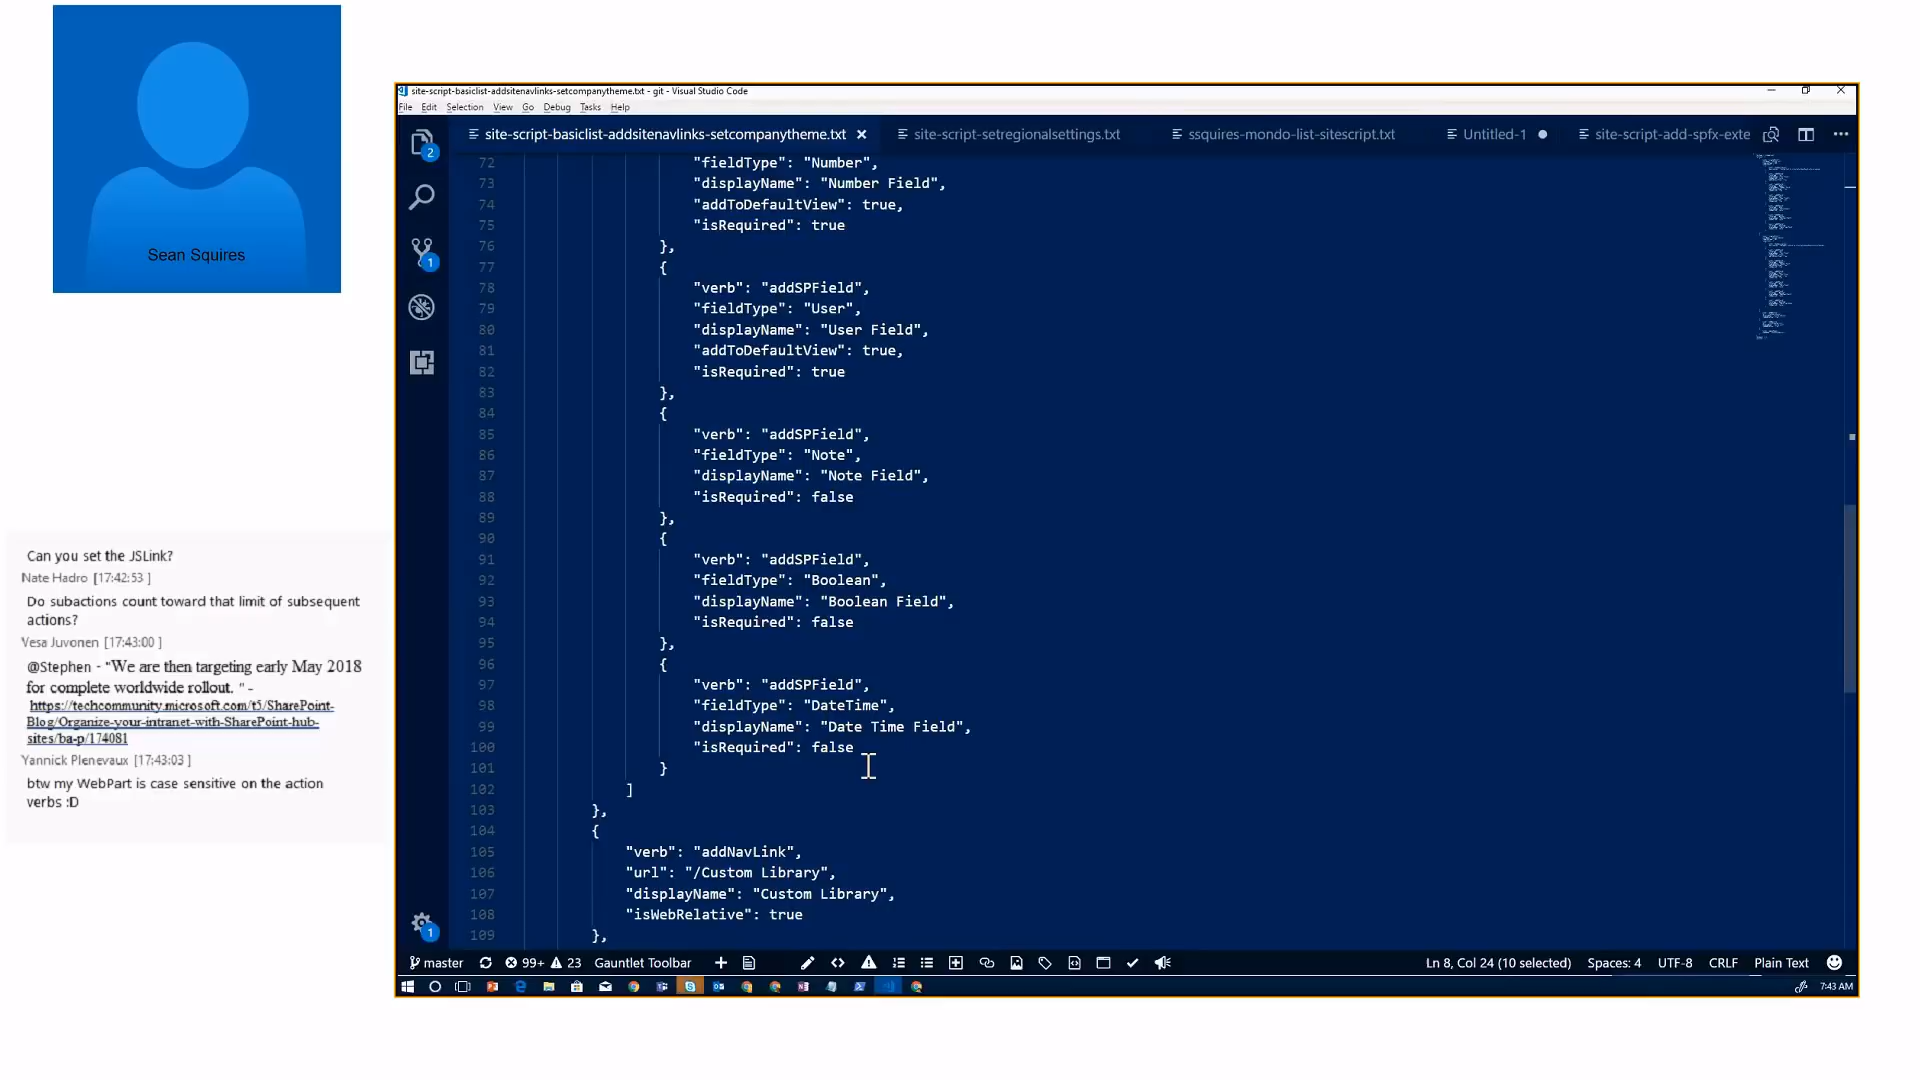 Sean Squires
Can you set the JSLink?
Nate Hadro [17:42:53 ]
Do subactions count toward that limit of subsequent
actions?
Vesa Juvonen [17:43:00 ]
@Stephen - "We are then targeting early May 2018
for complete worldwide rollout. " -
https://techcommunity.microsoft.com/t5/SharePoint-
Blog/Organize-your-intranet-with-SharePoint-hub-
sites/ba-p/174081
Yannick Plenevaux [17:43:03 ]
btw my WebPart is case sensitive on the action
verbs :D
site-script-basiclist-addsitenavlinks-setcompanytheme.txt - git - Visual Studio Code
File Edit Selection View Go Debug Tasks Help
site-script-basiclist-addsitenavlinks-setcompanytheme.txt site-script-setregionalsettings.txt ssquires-mondo-list-sitescript.txt Untitled-1 site-script-add-spfx-exte
2
1
1
72 "fieldType": "Number",
73 "displayName": "Number Field",
74 "addToDefaultView": true,
75 "isRequired": true
76 },
77 {
78 "verb": "addSPField",
79 "fieldType": "User",
80 "displayName": "User Field",
81 "addToDefaultView": true,
82 "isRequired": true
83 },
84 {
85 "verb": "addSPField",
86 "fieldType": "Note",
87 "displayName": "Note Field",
88 "isRequired": false
89 },
90 {
91 "verb": "addSPField",
92 "fieldType": "Boolean",
93 "displayName": "Boolean Field",
94 "isRequired": false
95 },
96 {
97 "verb": "addSPField",
98 "fieldType": "DateTime",
99 "displayName": "Date Time Field",
100 "isRequired": false
101 }
102 ]
103 },
104 {
105 "verb": "addNavLink",
106 "url": "/Custom Library",
107 "displayName": "Custom Library",
108 "isWebRelative": true
109 },
master 99+ 23 Gauntlet Toolbar Ln 8, Col 24 (10 selected) Spaces: 4 UTF-8 CRLF Plain Text
7:43 AM